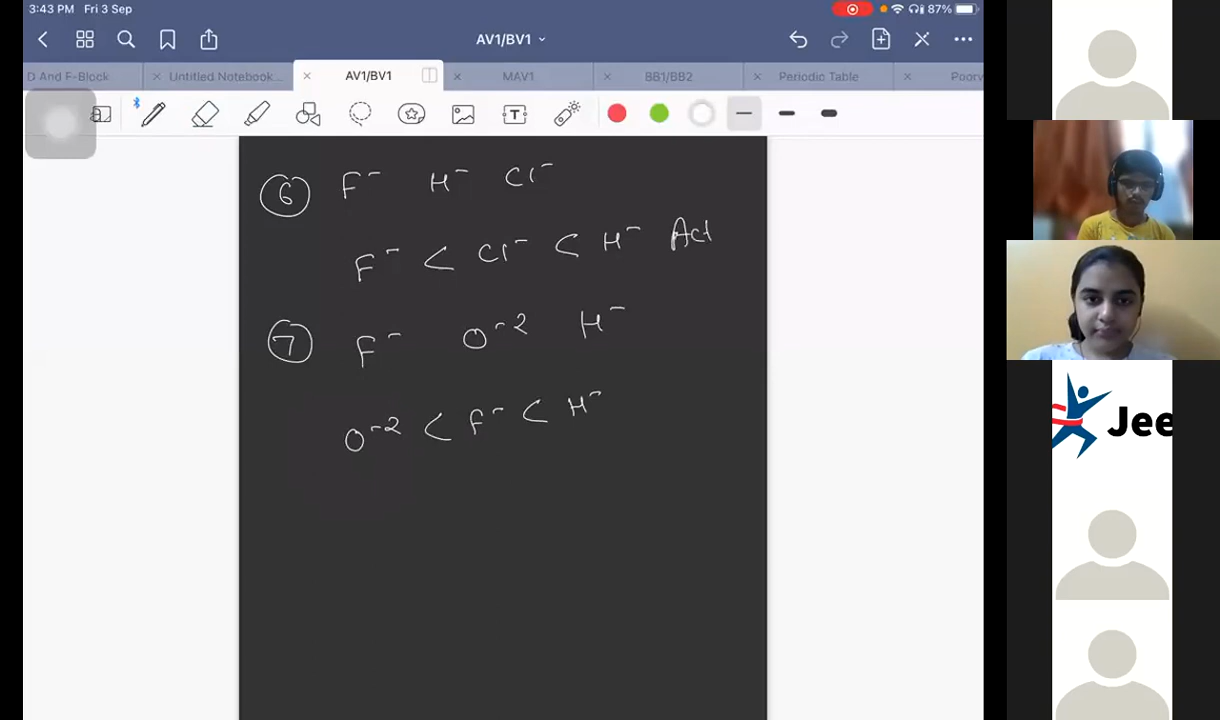 3:43 PM Fri 3 Sep
87%
AV1/BV1
D And F-Block
Untitled Notebook...
AV1/BV1
MAV1
BB1/BB2
Periodic Table
Poorv
6 F⁻ H⁻ Cl⁻
F⁻ < Cl⁻ < H⁻ Act
7 F⁻ O⁻² H⁻
O⁻² < F⁻ < H⁻
Jee